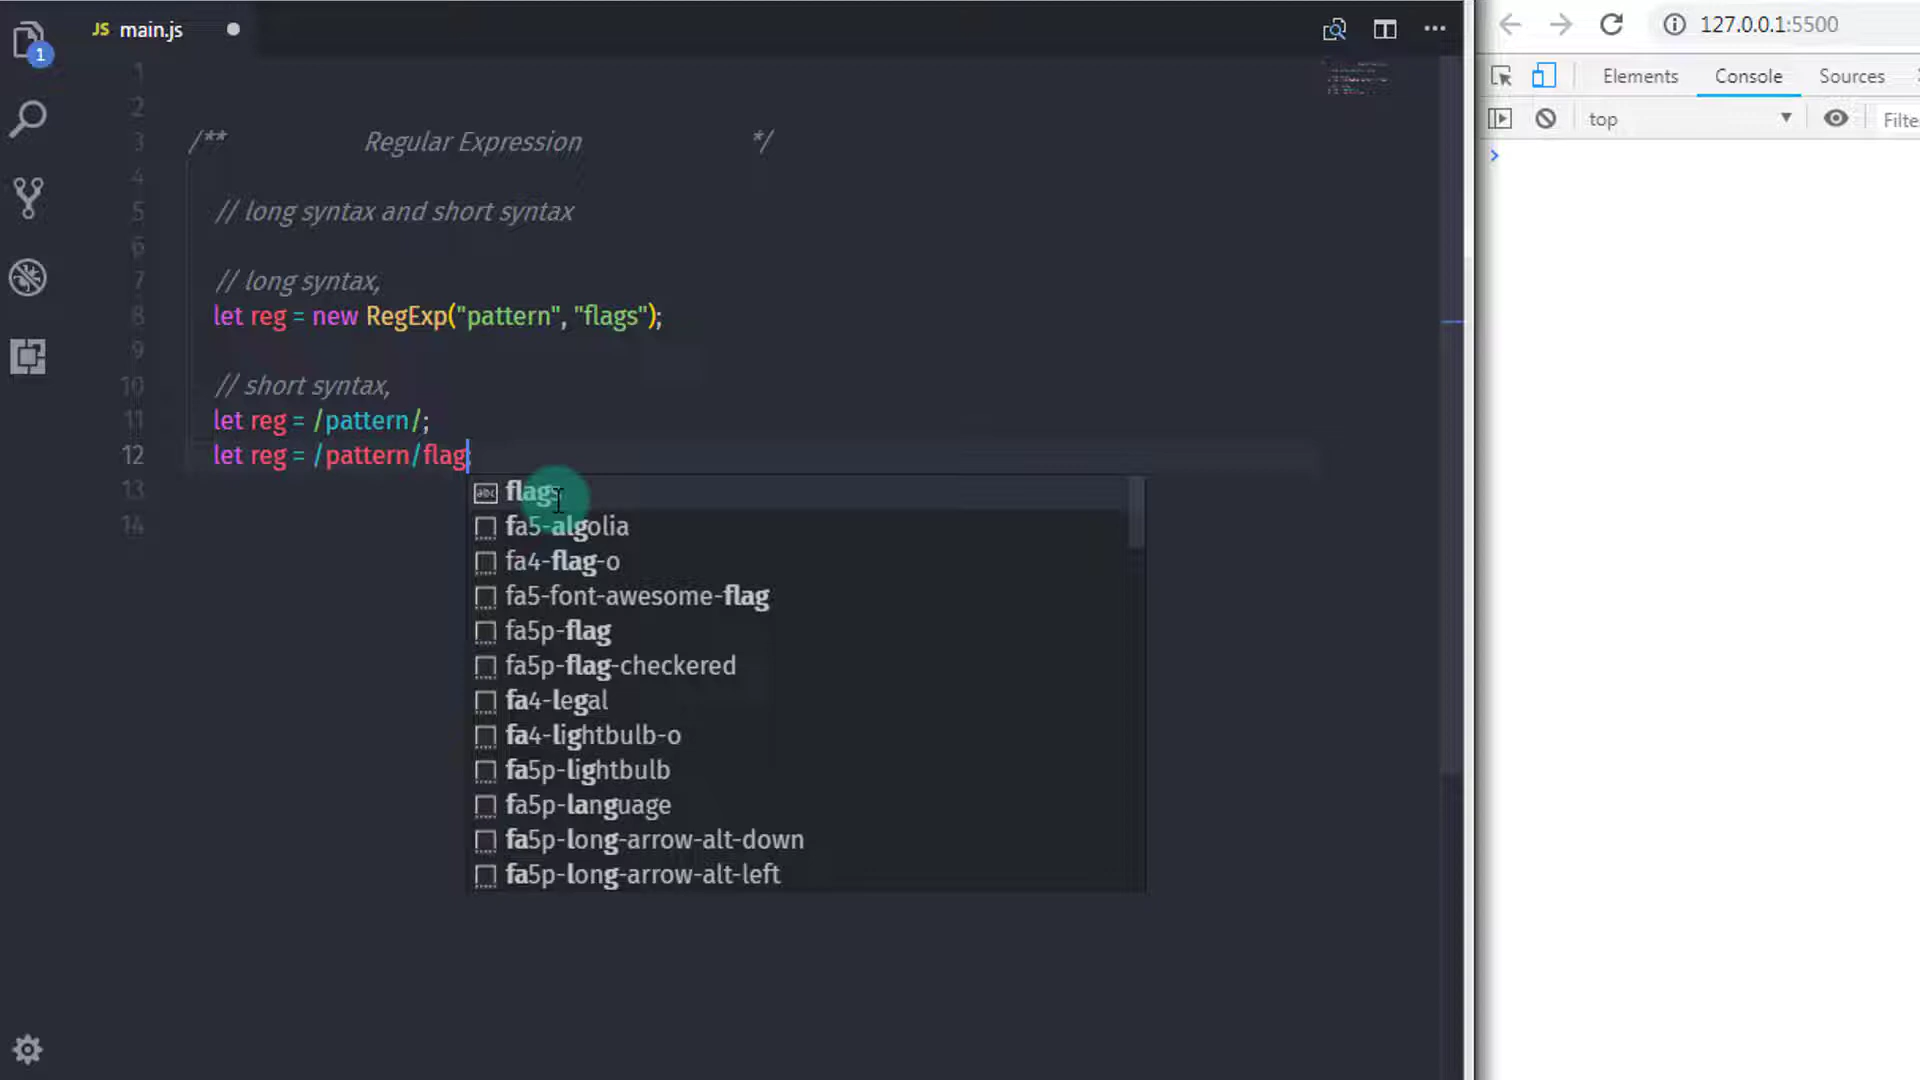 JS main.js
127.0.0.1:5500
Elements Console Sources
top
Filte
1
1
2
3 /** Regular Expression */
4
5 // long syntax and short syntax
6
7 // long syntax,
8 let reg = new RegExp("pattern", "flags");
9
10 // short syntax,
11 let reg = /pattern/;
12 let reg = /pattern/flag;
13
14
abc flags
fa5-algolia
fa4-flag-o
fa5-font-awesome-flag
fa5p-flag
fa5p-flag-checkered
fa4-legal
fa4-lightbulb-o
fa5p-lightbulb
fa5p-language
fa5p-long-arrow-alt-down
fa5p-long-arrow-alt-left